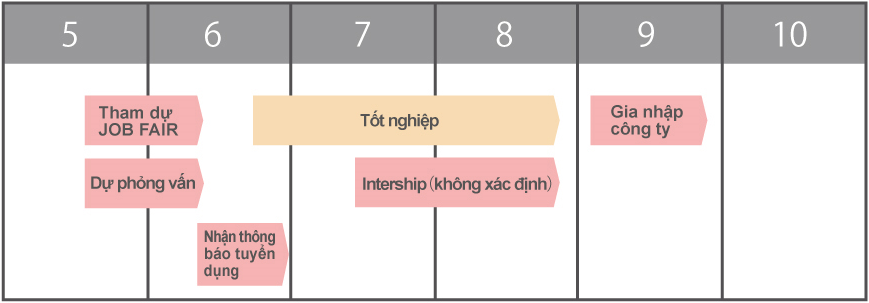 5 6 7 8 9 10
Tham dự
JOB FAIR
Tốt nghiệp
Gia nhập
công ty
Dự phỏng vấn
Intership (không xác định)
Nhận thông
báo tuyển
dụng